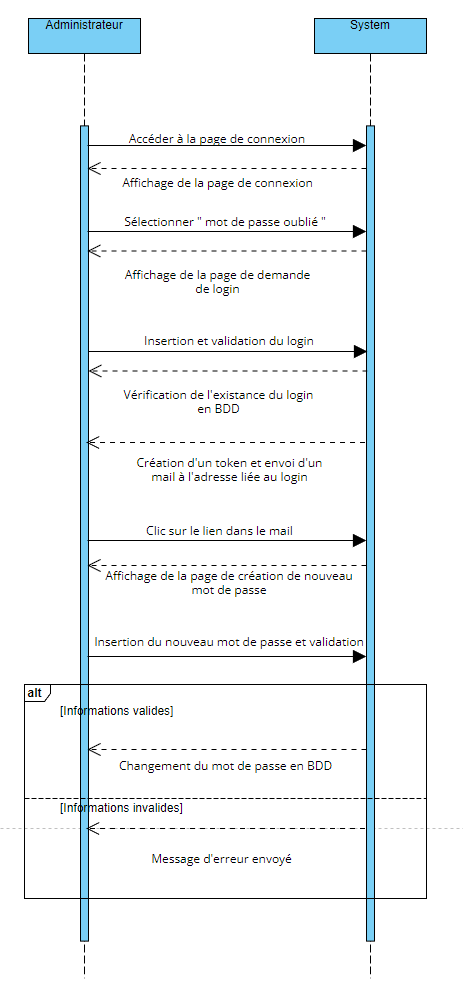 Administrateur
System
Accéder à la page de connexion
Affichage de la page de connexion
Sélectionner " mot de passe oublié "
Affichage de la page de demande
de login
Insertion et validation du login
Vérification de l'existance du login
en BDD
Création d'un token et envoi d'un
mail à l'adresse liée au login
Clic sur le lien dans le mail
Affichage de la page de création de nouveau
mot de passe
Insertion du nouveau mot de passe et validation
alt
[Informations valides]
Changement du mot de passe en BDD
[Informations invalides]
Message d'erreur envoyé